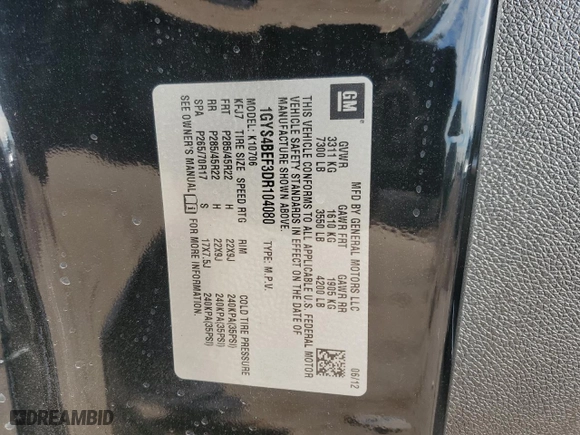 GM
MFD BY GENERAL MOTORS LLC
06/12
GVWR GAWR FRT GAWR RR
3311 KG 1610 KG 1905 KG
7300 LB 3550 LB 4200 LB
THIS VEHICLE CONFORMS TO ALL APPLICABLE U.S. FEDERAL MOTOR
VEHICLE SAFETY STANDARDS IN EFFECT ON THE DATE OF
MANUFACTURE SHOWN ABOVE.
1GYS4BEF3DR104080 TYPE: M.P.V.
MODEL: K10706
KFJ7 TIRE SIZE SPEED RTG RIM COLD TIRE PRESSURE
FRT P285/45R22 H 22X9J 240KPA(35PSI)
RR P285/45R22 H 22X9J 240KPA(35PSI)
SPA P265/70R17 S 17X7.5J 240KPA(35PSI)
SEE OWNER'S MANUAL FOR MORE INFORMATION.
DREAMBID